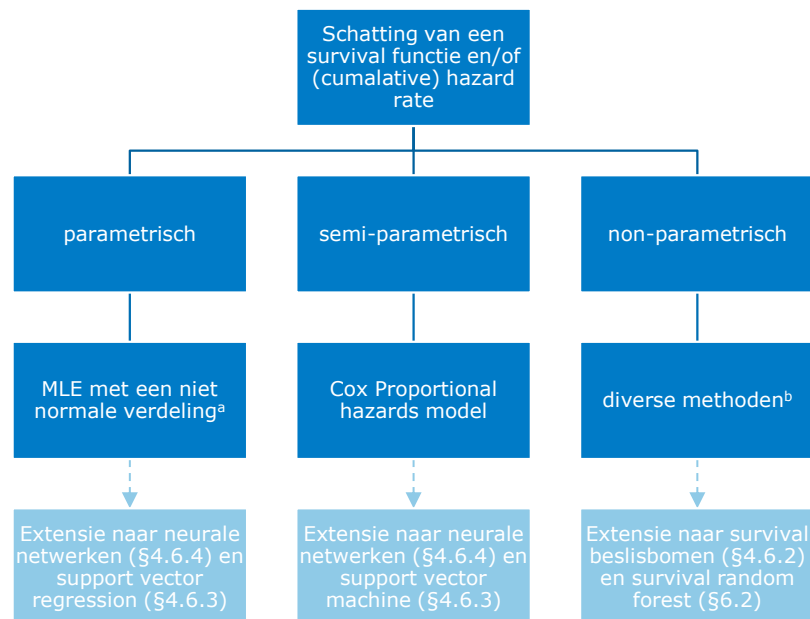 Schatting van een
survival functie en/of
(cumalative) hazard
rate
parametrisch
semi-parametrisch
non-parametrisch
MLE met een niet
normale verdelingᵃ
Cox Proportional
hazards model
diverse methodenᵇ
Extensie naar neurale
netwerken (§4.6.4) en
support vector
regression (§4.6.3)
Extensie naar neurale
netwerken (§4.6.4) en
support vector
machine (§4.6.3)
Extensie naar survival
beslisbomen (§4.6.2)
en survival random
forest (§6.2)